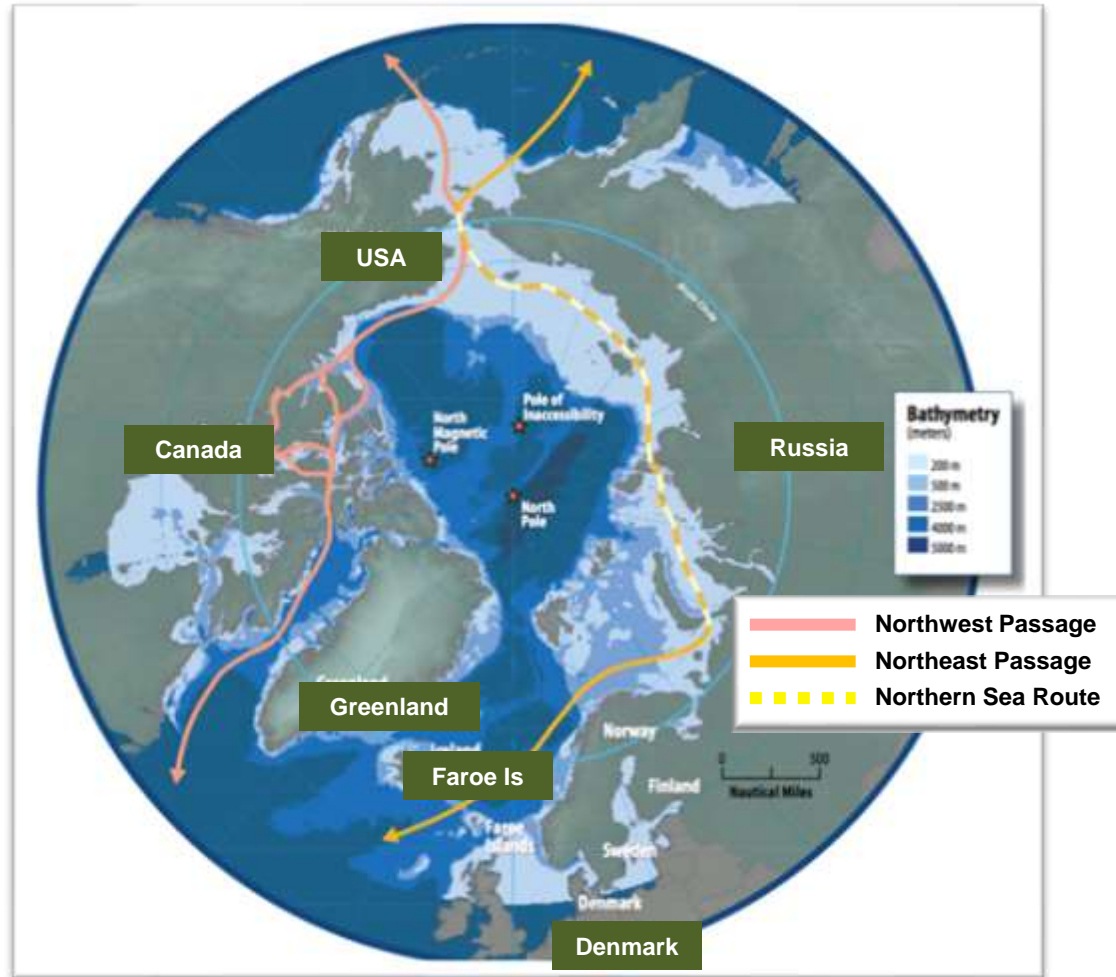 USA
Arctic Circle
Pole of
Inaccessibility
North
Magnetic
Pole
Canada
Russia
North
Pole
Bathymetry
(meters)
200 m
500 m
2500 m
4000 m
5000 m
Northwest Passage
Northeast Passage
Northern Sea Route
Greenland
Greenland
Iceland
Norway
Faroe Is
500
Nautical Miles
Finland
Faroe
Islands
Sweden
Denmark
Denmark